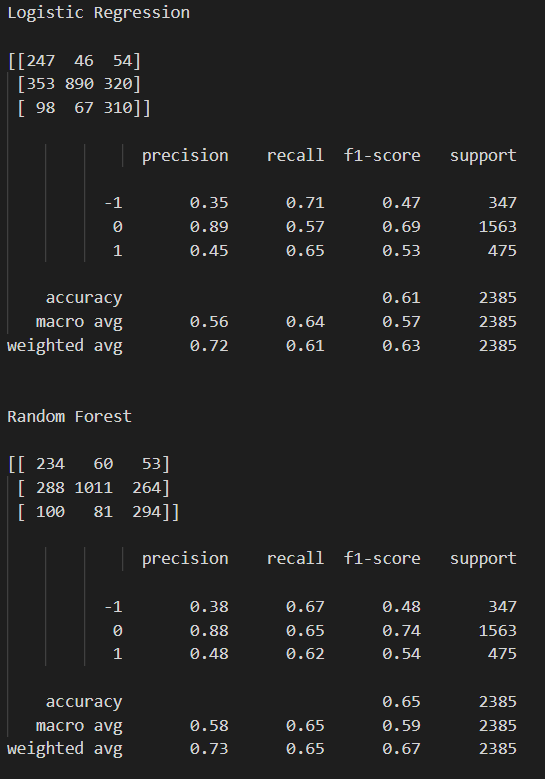 Logistic Regression
[[247  46  54]
 [353 890 320]
 [ 98  67 310]]
              precision    recall  f1-score   support
          -1       0.35      0.71      0.47       347
           0       0.89      0.57      0.69      1563
           1       0.45      0.65      0.53       475
    accuracy                           0.61      2385
   macro avg       0.56      0.64      0.57      2385
weighted avg       0.72      0.61      0.63      2385
Random Forest
[[ 234   60   53]
 [ 288 1011  264]
 [ 100   81  294]]
              precision    recall  f1-score   support
          -1       0.38      0.67      0.48       347
           0       0.88      0.65      0.74      1563
           1       0.48      0.62      0.54       475
    accuracy                           0.65      2385
   macro avg       0.58      0.65      0.59      2385
weighted avg       0.73      0.65      0.67      2385